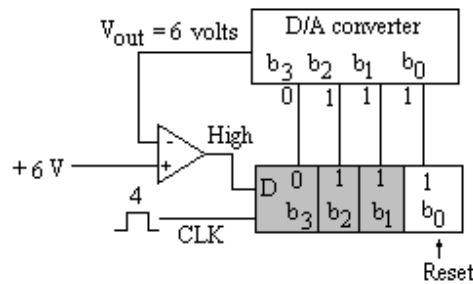 V_out = 6 volts
D/A converter
b3 b2 b1 b0
0 1 1 1
High
-
+
+6 V
D 0 1 1 1
b3 b2 b1 b0
4
CLK
Reset